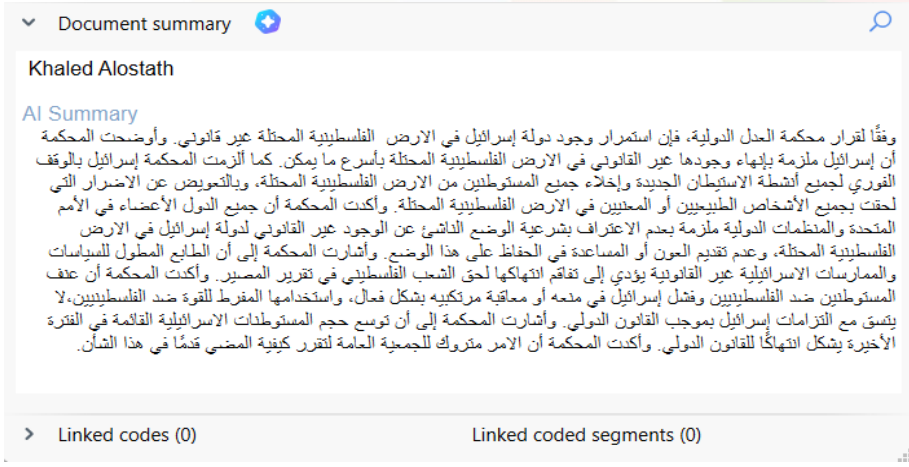 Document summary
Khaled Alostath
AI Summary
وفقًا لقرار محكمة العدل الدولية، فإن استمرار وجود دولة إسرائيل في الارض الفلسطينية المحتلة غير قانوني. وأوضحت المحكمة
أن إسرائيل ملزمة بإنهاء وجودها غير القانوني في الارض الفلسطينية المحتلة بأسرع ما يمكن. كما ألزمت المحكمة إسرائيل بالوقف
الفوري لجميع أنشطة الاستيطان الجديدة وإخلاء جميع المستوطنين من الارض الفلسطينية المحتلة، وبالتعويض عن الاضرار التي
لحقت بجميع الأشخاص الطبيعيين أو المعنيين في الارض الفلسطينية المحتلة. وأكدت المحكمة أن جميع الدول الأعضاء في الأمم
المتحدة والمنظمات الدولية ملزمة بعدم الاعتراف بشرعية الوضع الناشئ عن الوجود غير القانوني لدولة إسرائيل في الارض
الفلسطينية المحتلة، وعدم تقديم العون أو المساعدة في الحفاظ على هذا الوضع. وأشارت المحكمة إلى أن الطابع المطول للسياسات
والممارسات الاسرائيلية غير القانونية يؤدي إلى تفاقم انتهاكها لحق الشعب الفلسطيني في تقرير المصير. وأكدت المحكمة أن عنف
المستوطنين ضد الفلسطينيين وفشل إسرائيل في منعه أو معاقبة مرتكبيه بشكل فعال، واستخدامها المفرط للقوة ضد الفلسطينيين،لا
يتسق مع التزامات إسرائيل بموجب القانون الدولي. وأشارت المحكمة إلى أن توسع حجم المستوطنات الاسرائيلية القائمة في الفترة
الأخيرة يشكل انتهاكًا للقانون الدولي. وأكدت المحكمة أن الامر متروك للجمعية العامة لتقرر كيفية المضي قدمًا في هذا الشأن.
Linked codes (0) Linked coded segments (0)